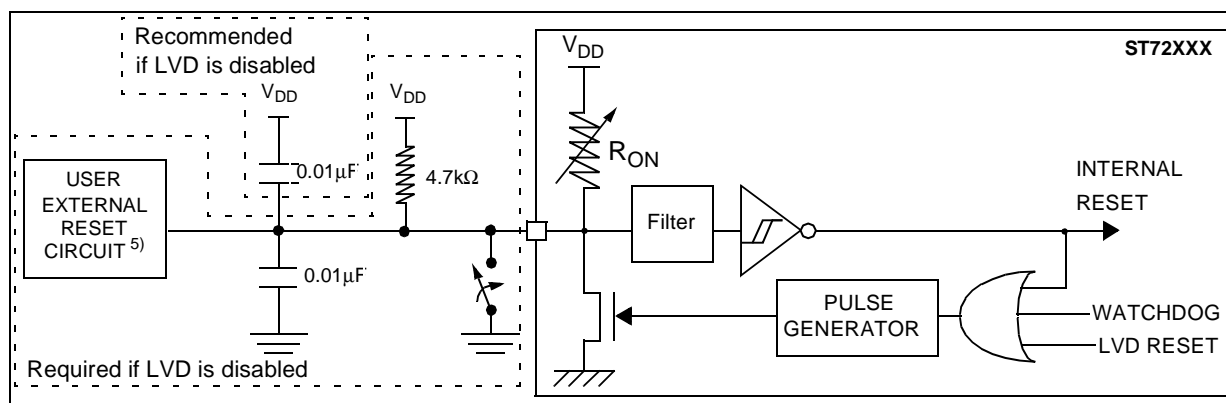 Recommended
if LVD is disabled
VDD
VDD
0.01µF
4.7kΩ
USER
EXTERNAL
RESET
CIRCUIT 5)
0.01µF
Required if LVD is disabled
VDD
ST72XXX
RON
Filter
INTERNAL
RESET
PULSE
GENERATOR
WATCHDOG
LVD RESET